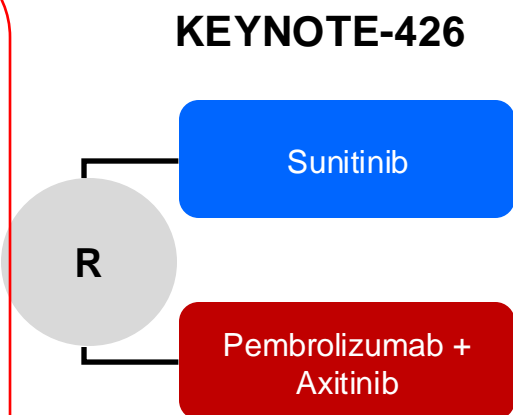 KEYNOTE-426
Sunitinib
R
Pembrolizumab +
Axitinib